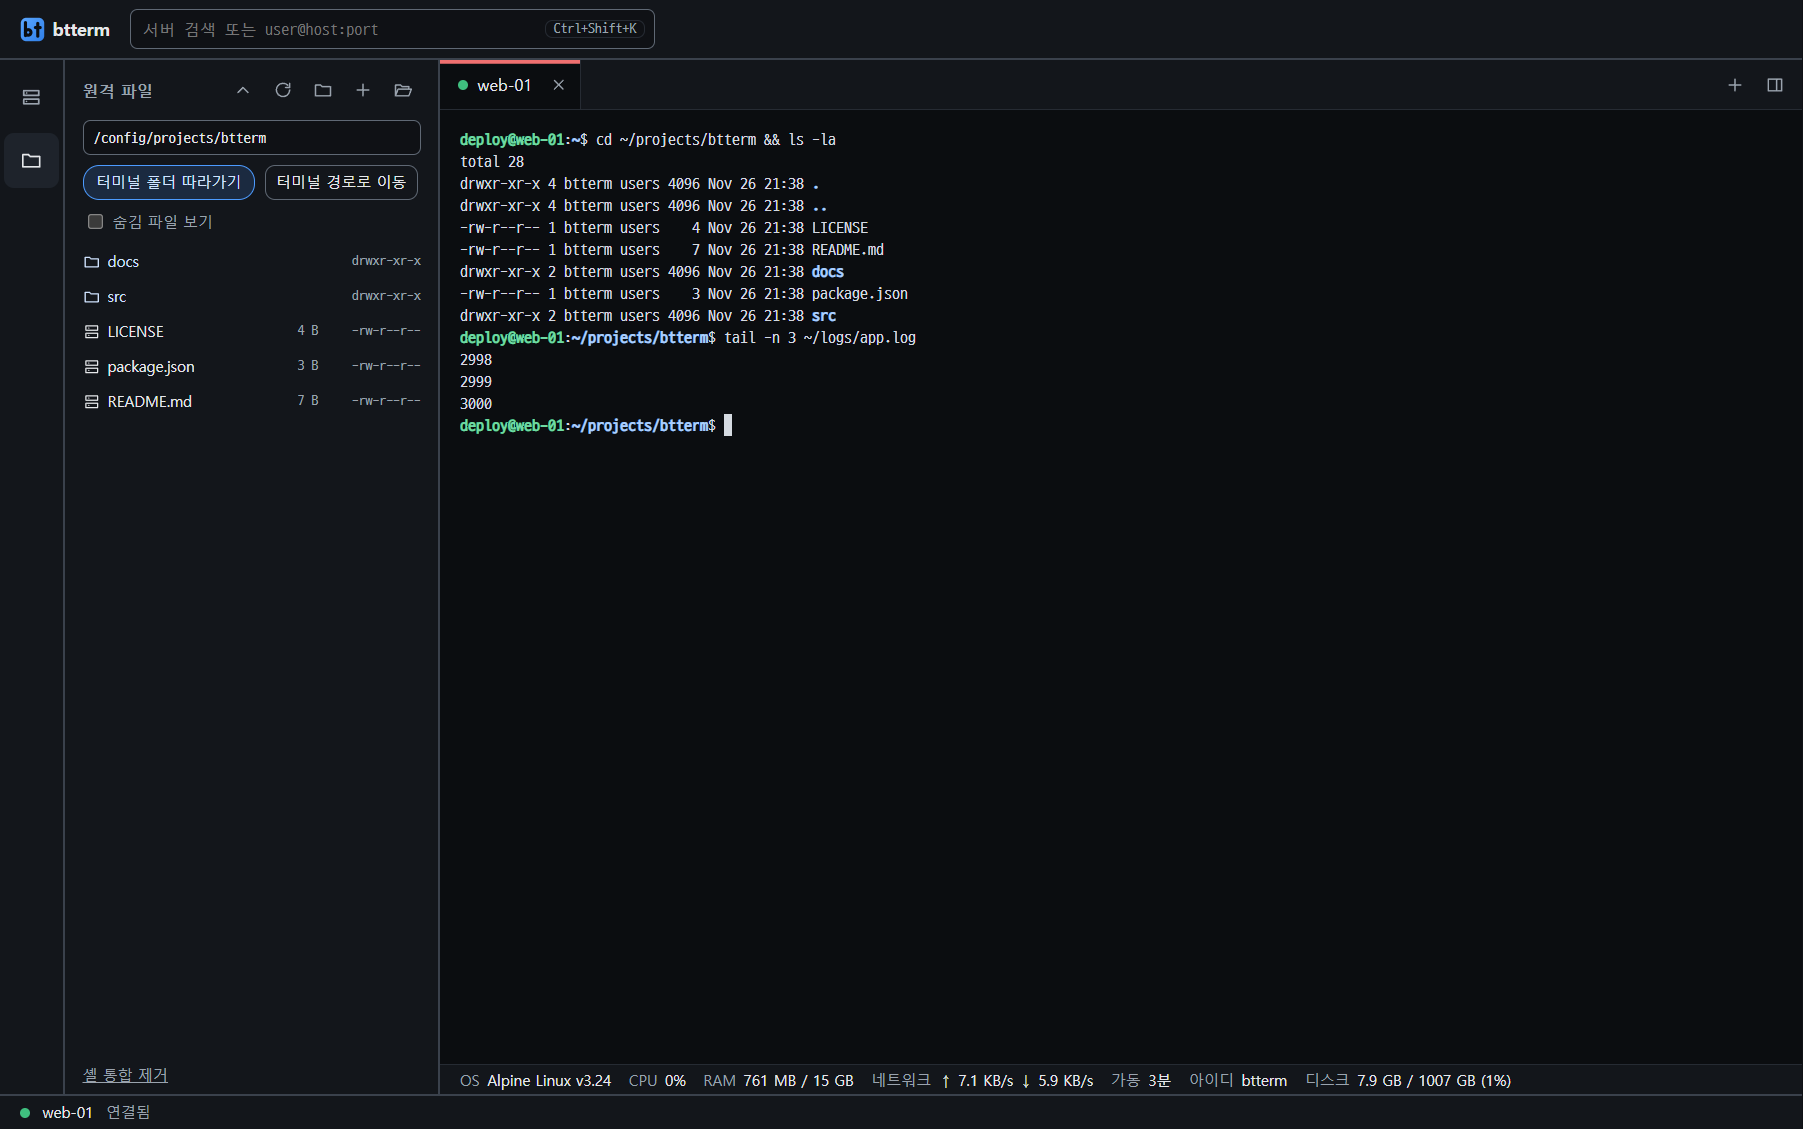 bt btterm
서버 검색 또는 user@host:port Ctrl+Shift+K
원격 파일
/config/projects/btterm
터미널 폴더 따라가기 터미널 경로로 이동
숨김 파일 보기
docs drwxr-xr-x
src drwxr-xr-x
LICENSE 4 B -rw-r--r--
package.json 3 B -rw-r--r--
README.md 7 B -rw-r--r--
셸 통합 제거
web-01
deploy@web-01:~$ cd ~/projects/btterm && ls -la
total 28
drwxr-xr-x 4 btterm users 4096 Nov 26 21:38 .
drwxr-xr-x 4 btterm users 4096 Nov 26 21:38 ..
-rw-r--r-- 1 btterm users    4 Nov 26 21:38 LICENSE
-rw-r--r-- 1 btterm users    7 Nov 26 21:38 README.md
drwxr-xr-x 2 btterm users 4096 Nov 26 21:38 docs
-rw-r--r-- 1 btterm users    3 Nov 26 21:38 package.json
drwxr-xr-x 2 btterm users 4096 Nov 26 21:38 src
deploy@web-01:~/projects/btterm$ tail -n 3 ~/logs/app.log
2998
2999
3000
deploy@web-01:~/projects/btterm$
OS Alpine Linux v3.24 CPU 0% RAM 761 MB / 15 GB 네트워크 ↑ 7.1 KB/s ↓ 5.9 KB/s 가동 3분 아이디 btterm 디스크 7.9 GB / 1007 GB (1%)
web-01 연결됨